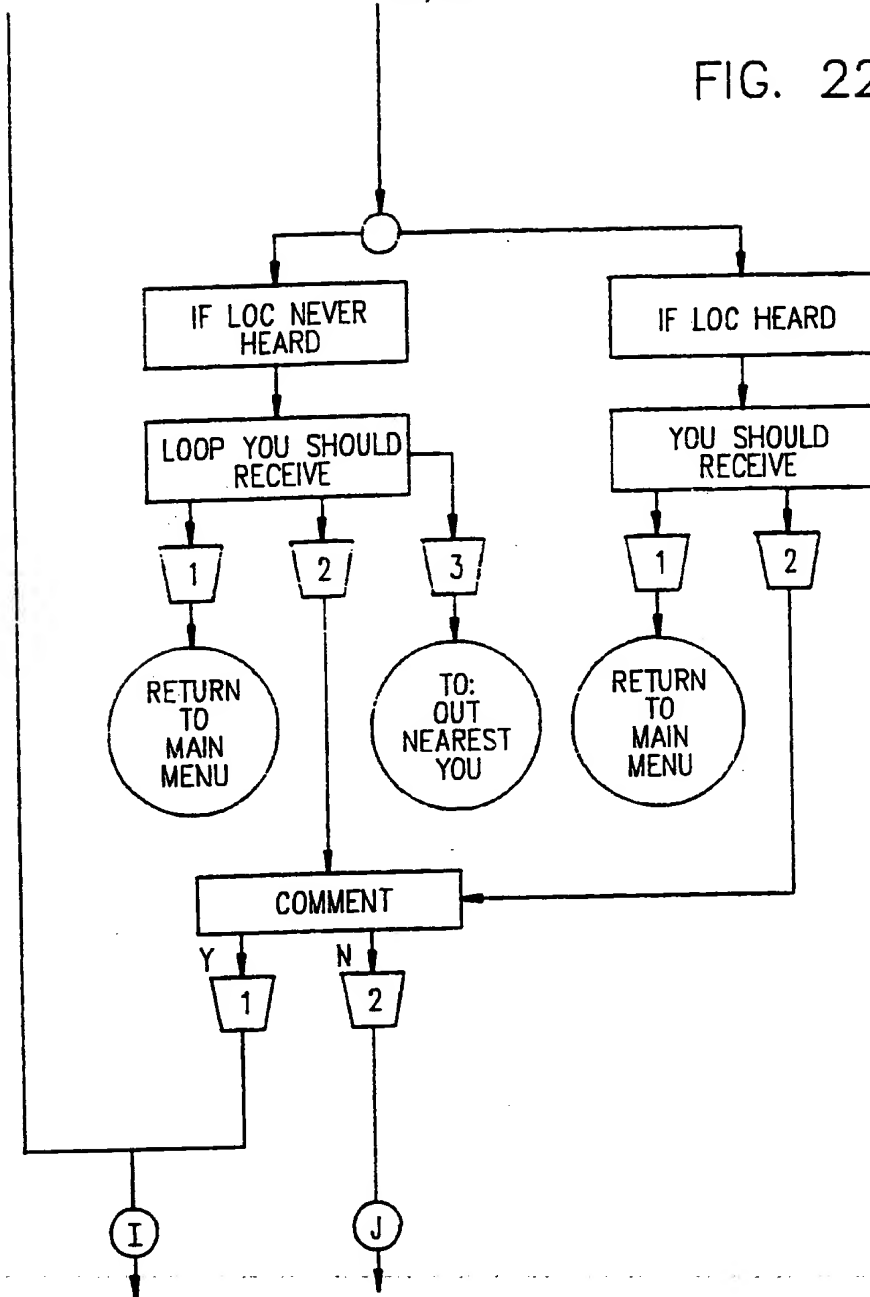 FIG. 22
IF LOC NEVER
HEARD
IF LOC HEARD
LOOP YOU SHOULD
RECEIVE
YOU SHOULD
RECEIVE
1
2
3
1
2
RETURN
TO
MAIN
MENU
TO:
OUT
NEAREST
YOU
RETURN
TO
MAIN
MENU
COMMENT
Y
N
1
2
I
J